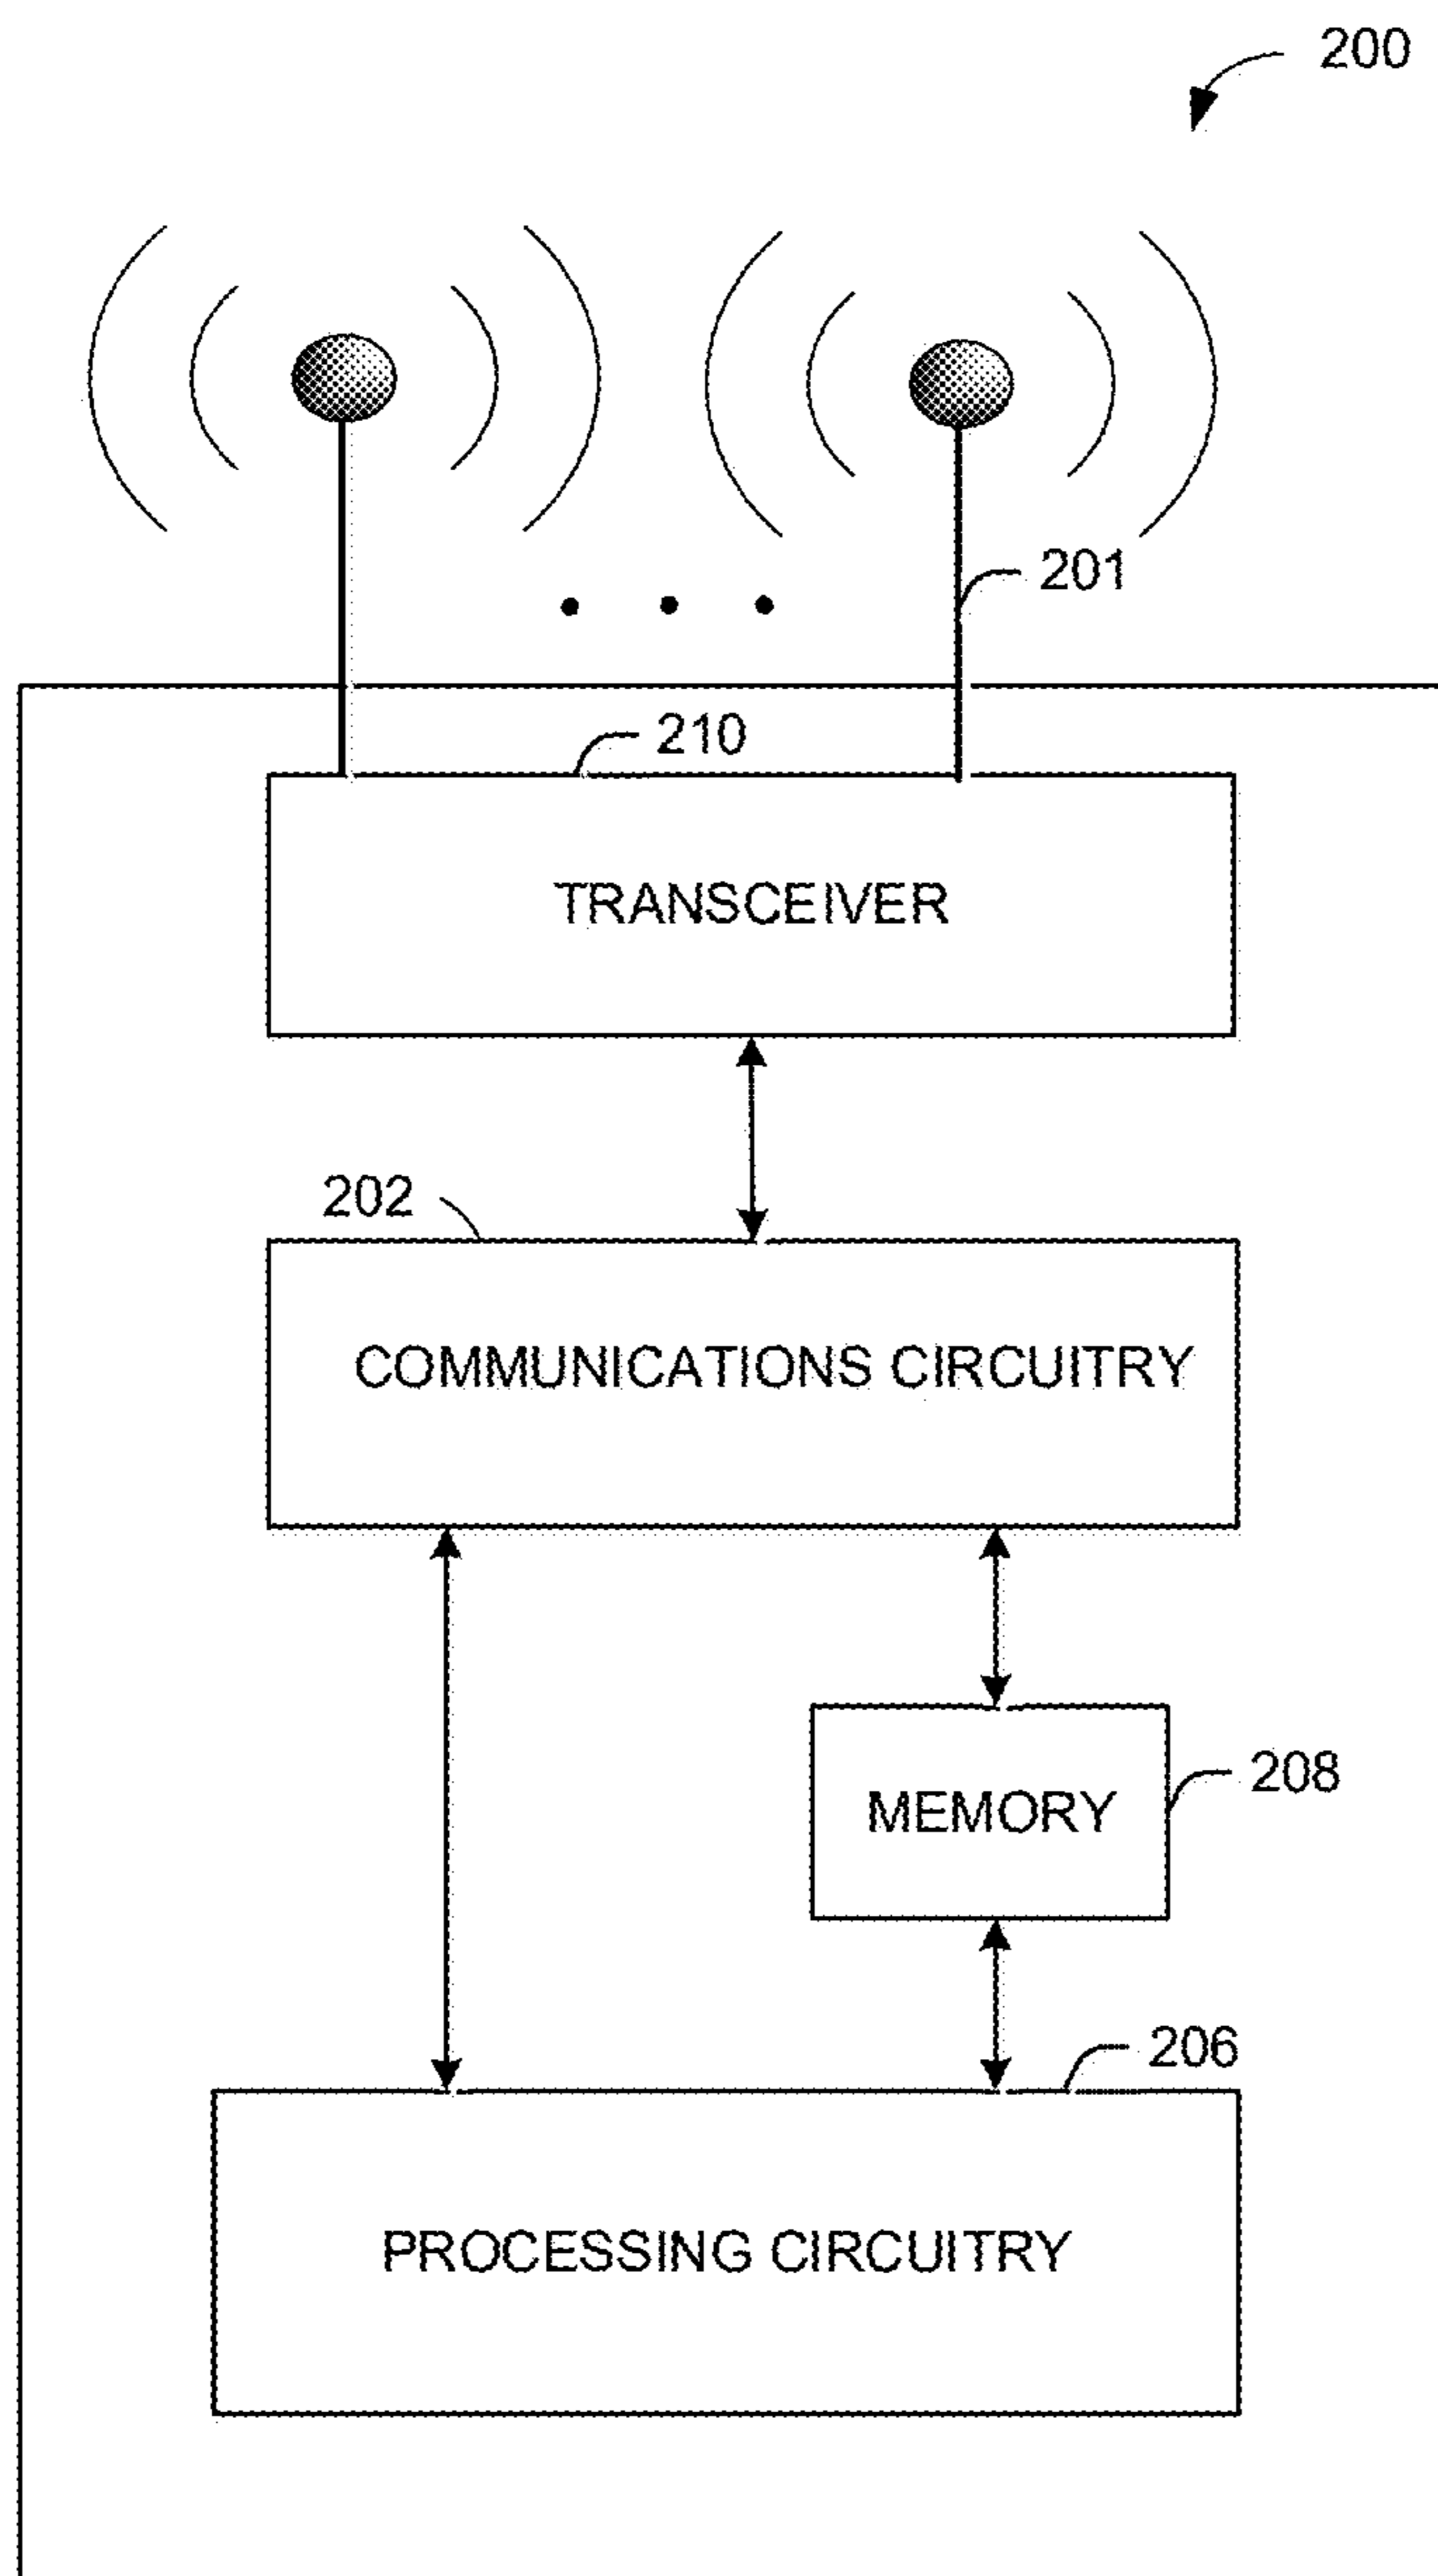 200
201
210
TRANSCEIVER
202
COMMUNICATIONS CIRCUITRY
MEMORY
208
206
PROCESSING CIRCUITRY